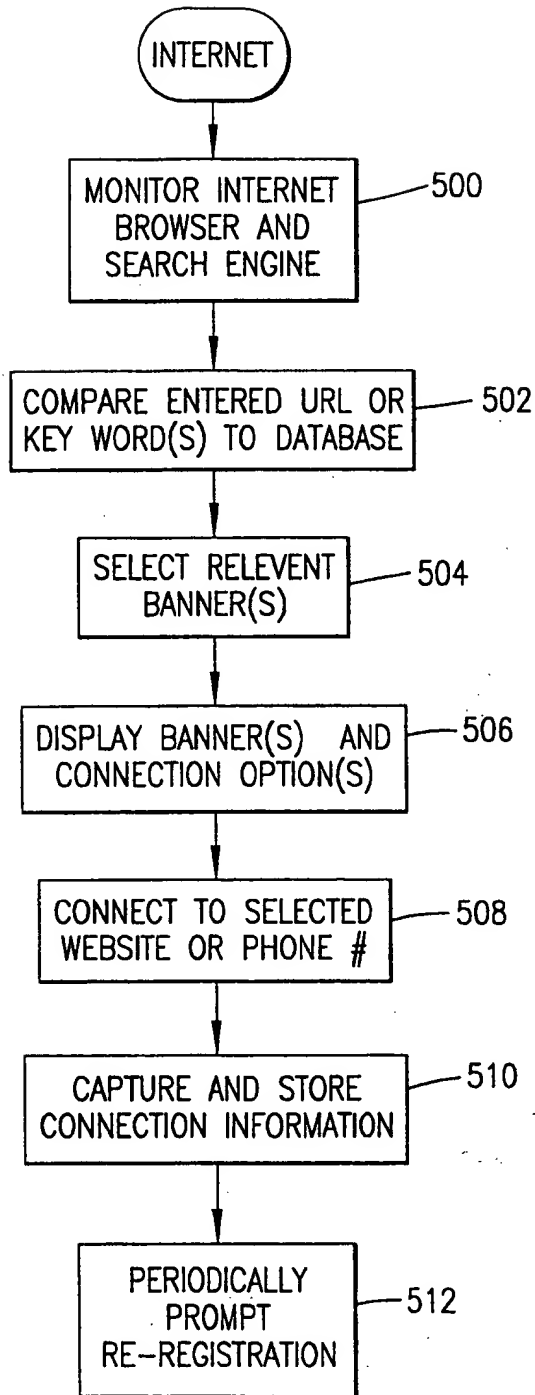 INTERNET
MONITOR INTERNET
BROWSER AND
SEARCH ENGINE
500
COMPARE ENTERED URL OR
KEY WORD(S) TO DATABASE
502
SELECT RELEVENT
BANNER(S)
504
DISPLAY BANNER(S) AND
CONNECTION OPTION(S)
506
CONNECT TO SELECTED
WEBSITE OR PHONE #
508
CAPTURE AND STORE
CONNECTION INFORMATION
510
PERIODICALLY
PROMPT
RE-REGISTRATION
512